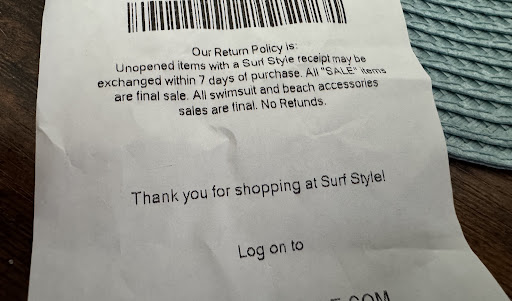 Our Return Policy is:
Unopened items with a Surf Style receipt may be
exchanged within 7 days of purchase. All "SALE" items
are final sale. All swimsuit and beach accessories
sales are final. No Refunds.
Thank you for shopping at Surf Style!
Log on to